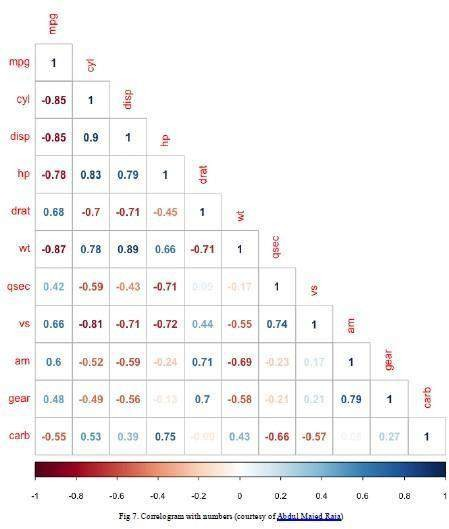 mpg
mpg 1 cyl
cyl -0.85 1 disp
disp -0.85 0.9 1 hp
hp -0.78 0.83 0.79 1 drat
drat 0.68 -0.7 -0.71 -0.45 1 wt
wt -0.87 0.78 0.89 0.66 -0.71 1 qsec
qsec 0.42 -0.59 -0.43 -0.71 0.09 -0.17 1 vs
vs 0.66 -0.81 -0.71 -0.72 0.44 -0.55 0.74 1 am
am 0.6 -0.52 -0.59 -0.24 0.71 -0.69 -0.23 0.17 1 gear
gear 0.48 -0.49 -0.56 -0.13 0.7 -0.58 -0.21 0.21 0.79 1 carb
carb -0.55 0.53 0.39 0.75 -0.09 0.43 -0.66 -0.57 0.27 1
-1 -0.8 -0.6 -0.4 -0.2 0 0.2 0.4 0.6 0.8 1
Fig 7. Correlogram with numbers (courtesy of Abdul Majed Raja)